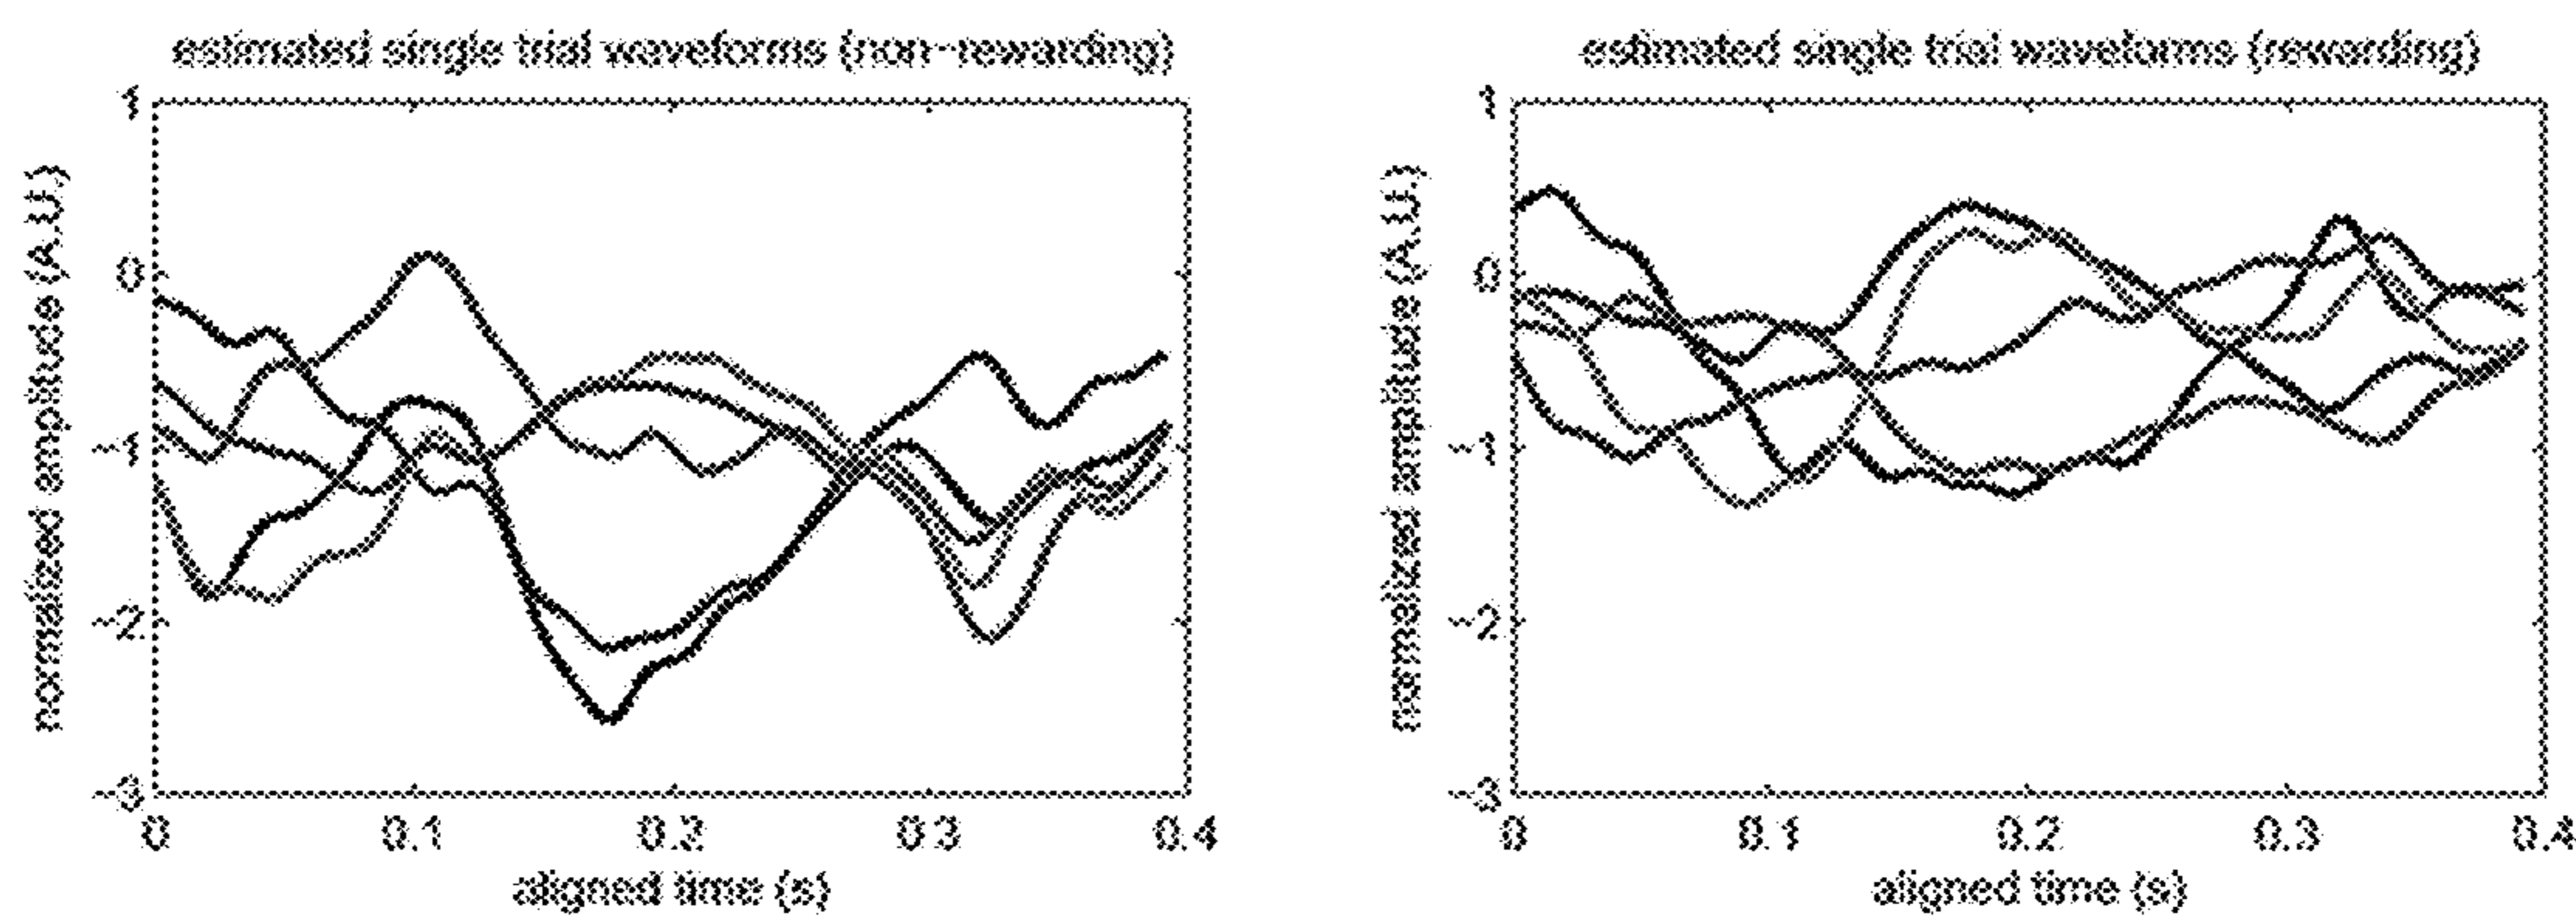 estimated single trial waveforms (non-rewarding)
normalized amplitude (A.U.)
1
0
-1
-2
-3
0 0.1 0.2 0.3 0.4
aligned time (s)
estimated single trial waveforms (rewarding)
normalized amplitude (A.U.)
1
0
-1
-2
-3
0 0.1 0.2 0.3 0.4
aligned time (s)